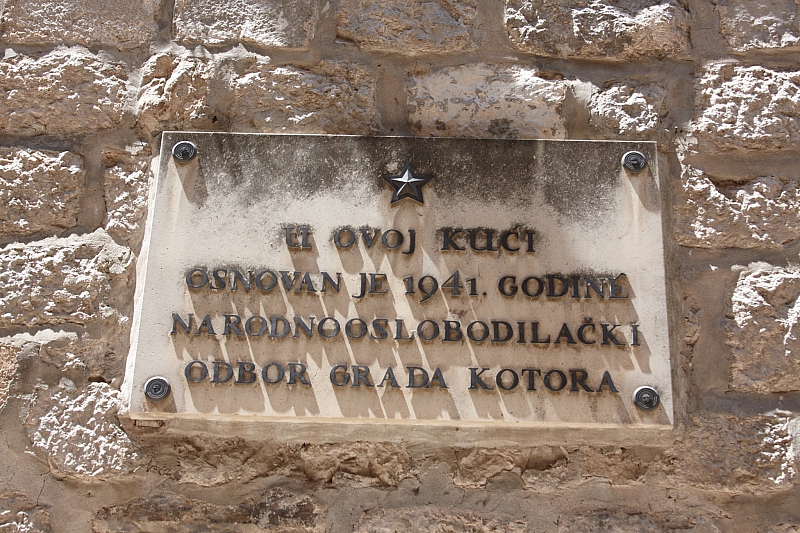 U OVOJ KUĆI
OSNOVAN JE 1941. GODINE
NARODNOOSLOBODILAČKI
ODBOR GRADA KOTORA